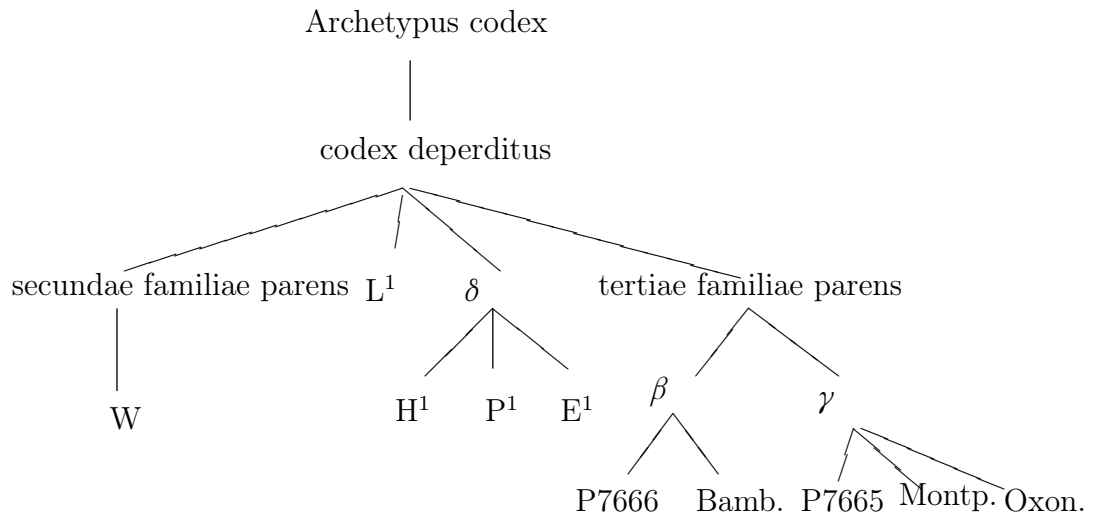 Archetypus codex
codex deperditus
secundae familiae parens L¹ δ tertiae familiae parens
W H¹ P¹ E¹ β γ
P7666 Bamb. P7665 Montp. Oxon.